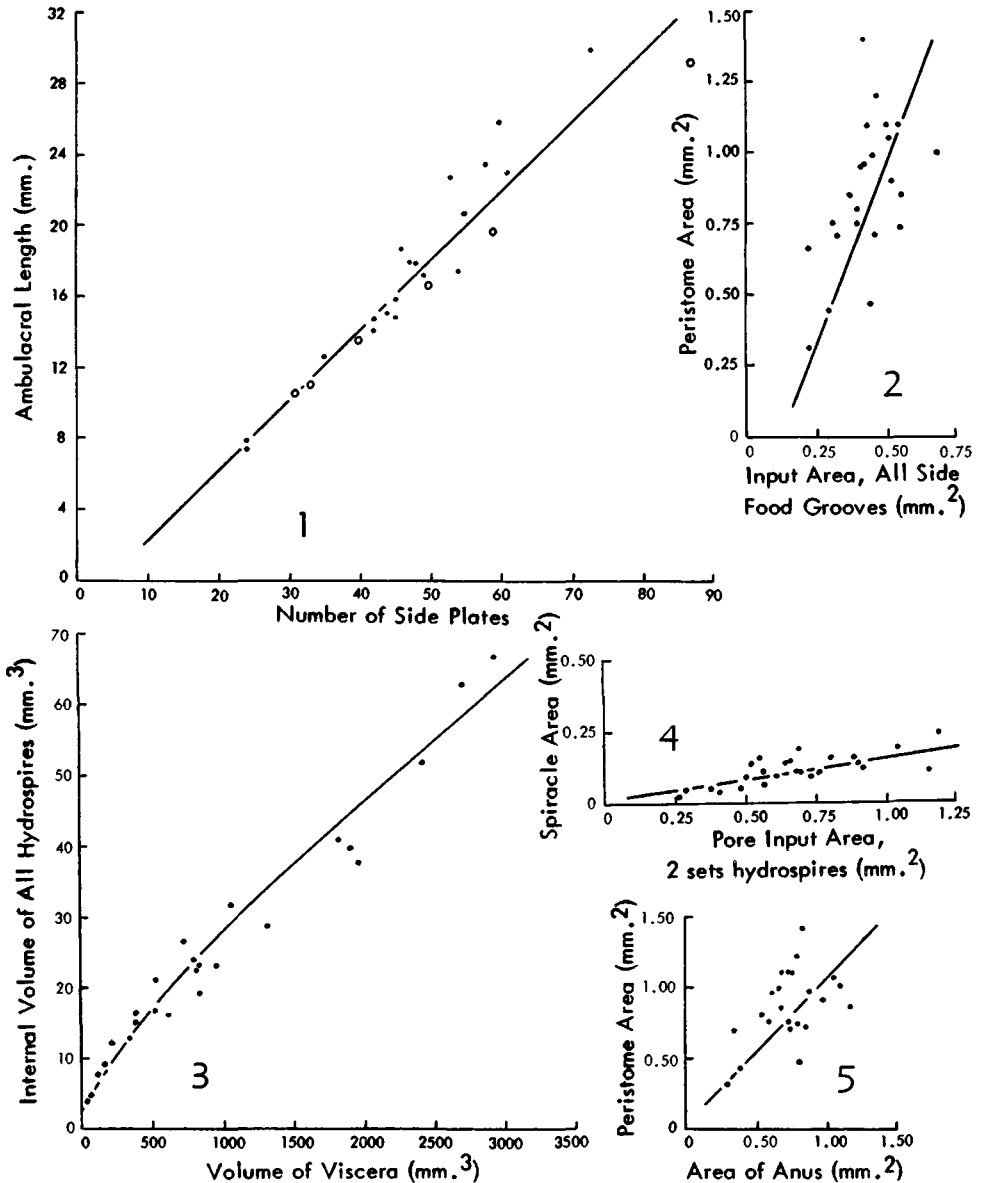 32
28
24
20
16
12
8
4
0
Ambulacral Length (mm.)
1
0 10 20 30 40 50 60 70 80 90
Number of Side Plates
1.50
1.25
1.00
0.75
0.50
0.25
0
Peristome Area (mm.2)
2
0 0.25 0.50 0.75
Input Area, All Side
Food Grooves (mm.2)
70
60
50
40
30
20
10
0
Internal Volume of All Hydrospires (mm.3)
3
0 500 1000 1500 2000 2500 3000 3500
Volume of Viscera (mm.3)
0.50
0.25
0
Spiracle Area (mm.2)
4
0 0.25 0.50 0.75 1.00 1.25
Pore Input Area,
2 sets hydrospires (mm.2)
1.50
1.00
0.50
0
Peristome Area (mm.2)
5
0 0.50 1.00 1.50
Area of Anus (mm.2)